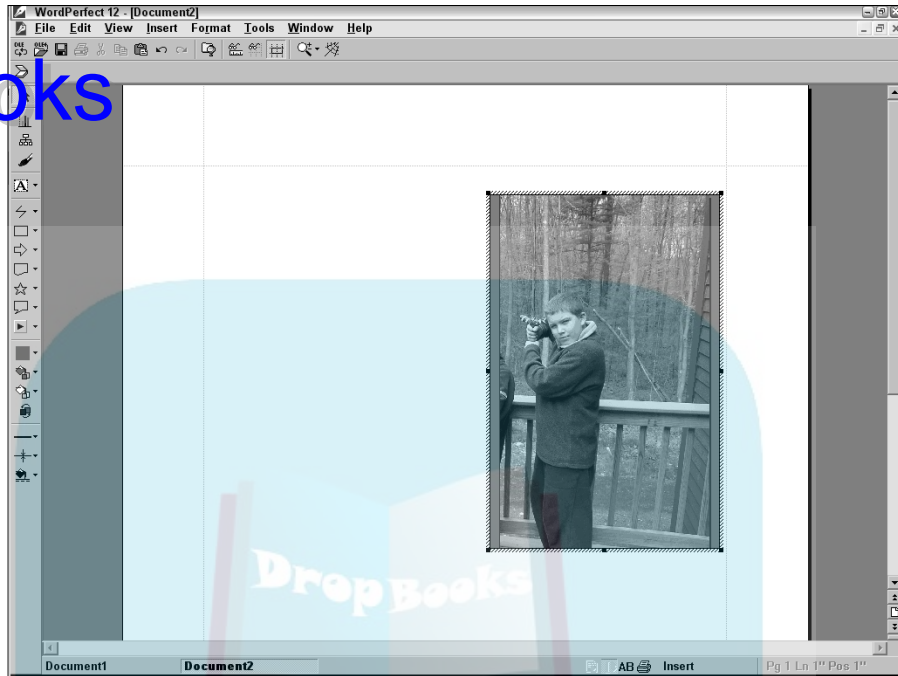 WordPerfect 12 - [Document2]
File Edit View Insert Format Tools Window Help
oks
A
DropBooks
Document1 Document2 AB Insert Pg 1 Ln 1" Pos 1"